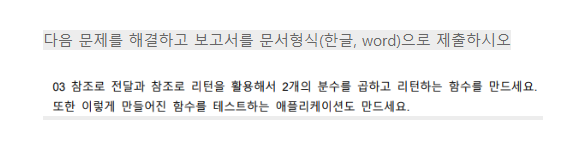 다음 문제를 해결하고 보고서를 문서형식(한글, word)으로 제출하시오
03 참조로 전달과 참조로 리턴을 활용해서 2개의 분수를 곱하고 리턴하는 함수를 만드세요.
또한 이렇게 만들어진 함수를 테스트하는 애플리케이션도 만드세요.